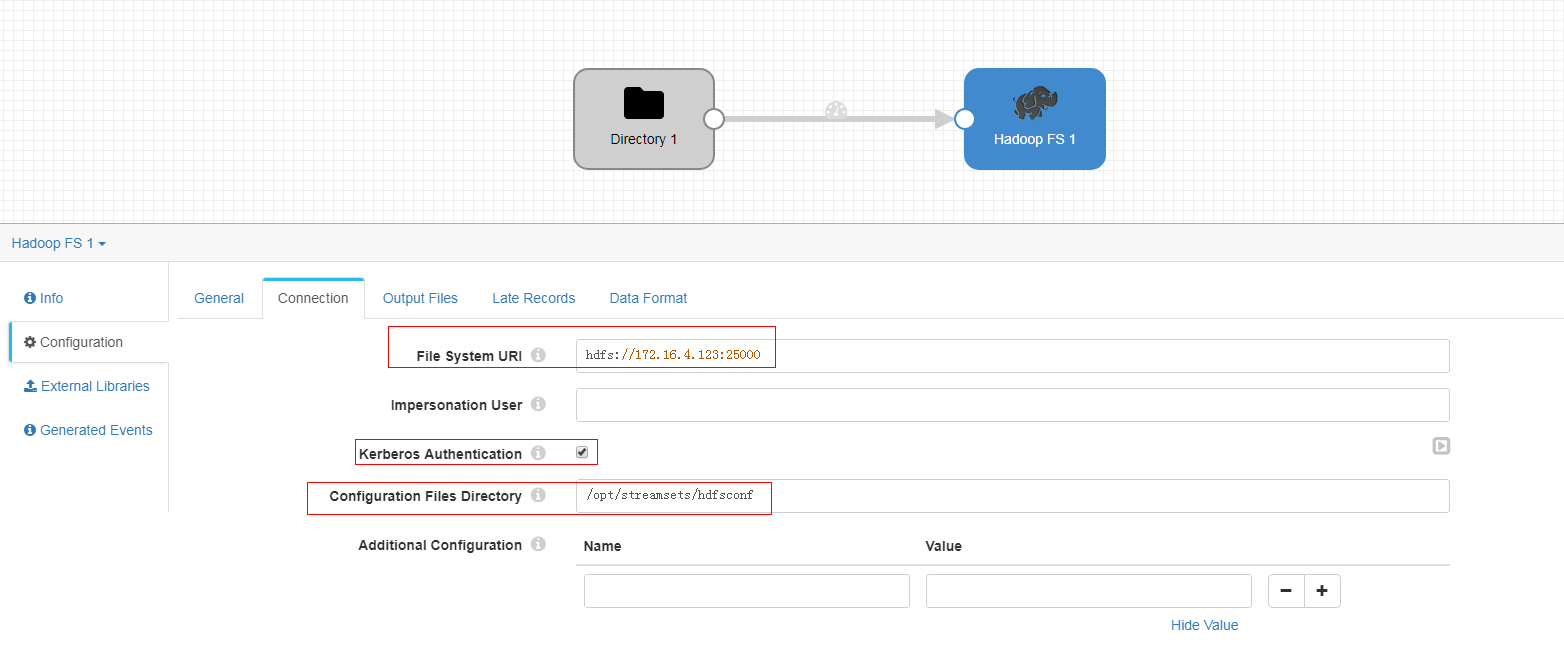 Directory 1
Hadoop FS 1
Hadoop FS 1
Info
Configuration
External Libraries
Generated Events
General
Connection
Output Files
Late Records
Data Format
File System URI
hdfs://172.16.4.123:25000
Impersonation User
Kerberos Authentication
Configuration Files Directory
/opt/streamsets/hdfsconf
Additional Configuration
Name
Value
Hide Value